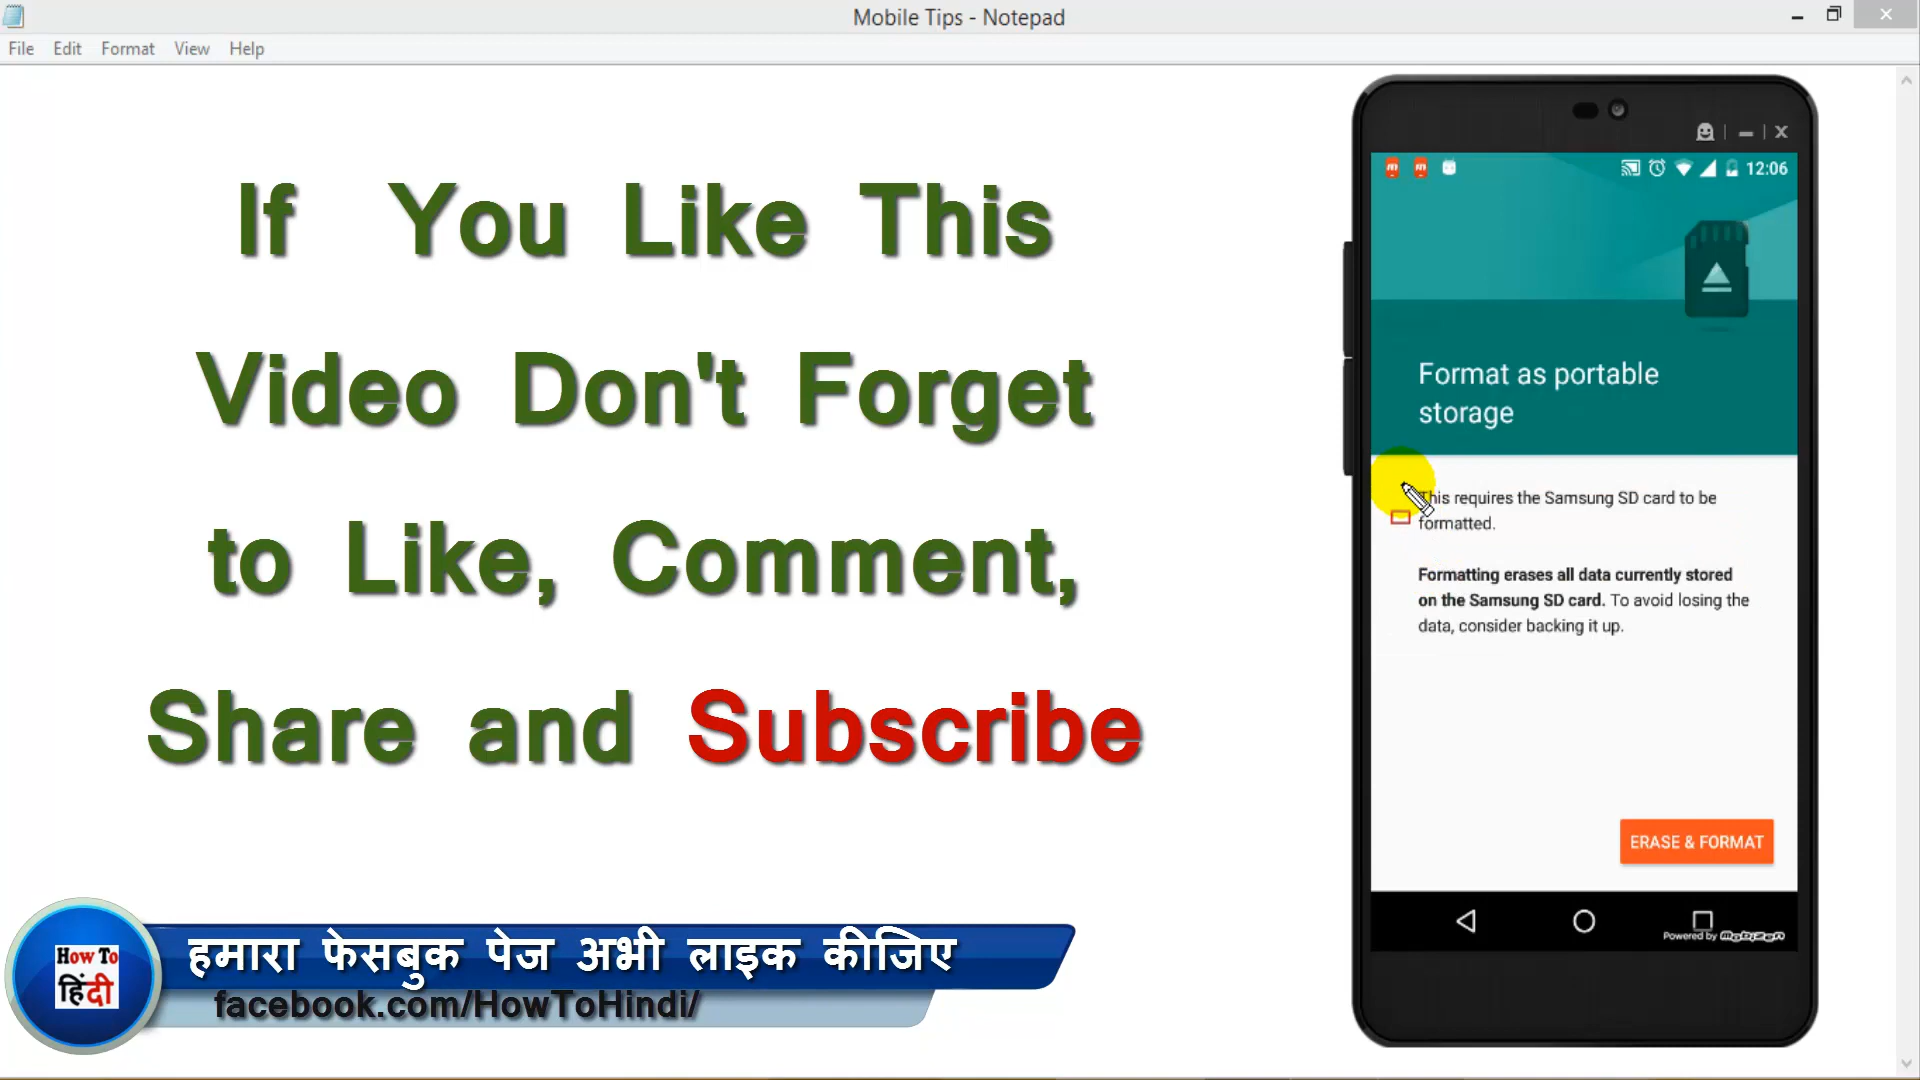 Mobile Tips - Notepad
File Edit Format View Help
If You Like This
Video Don't Forget
to Like, Comment,
Share and Subscribe
12:06
Format as portable
storage
This requires the Samsung SD card to be
formatted.
Formatting erases all data currently stored
on the Samsung SD card. To avoid losing the
data, consider backing it up.
ERASE & FORMAT
Powered by mobizen
How To
हिंदी
हमारा फेसबुक पेज अभी लाइक कीजिए
facebook.com/HowToHindi/